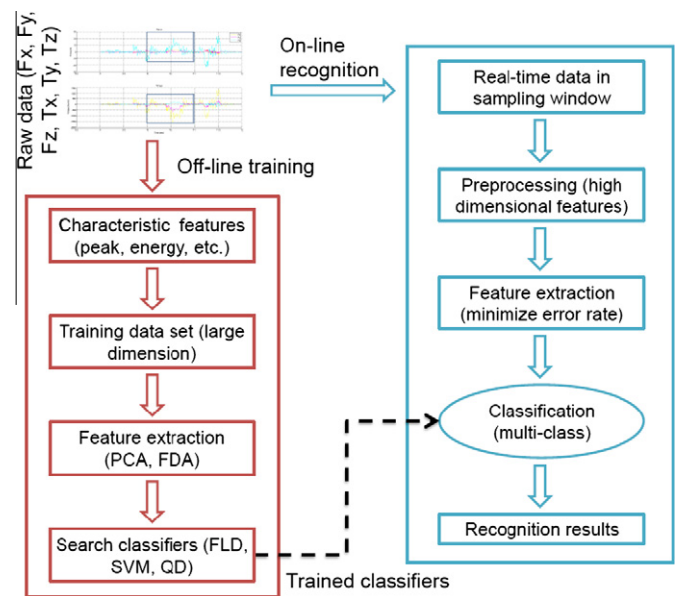 Raw data (Fx, Fy,
Fz, Tx, Ty, Tz)
On-line
recognition
Off-line training
Characteristic features
(peak, energy, etc.)
Training data set (large
dimension)
Feature extraction
(PCA, FDA)
Search classifiers (FLD,
SVM, QD)
Trained classifiers
Real-time data in
sampling window
Preprocessing (high
dimensional features)
Feature extraction
(minimize error rate)
Classification
(multi-class)
Recognition results